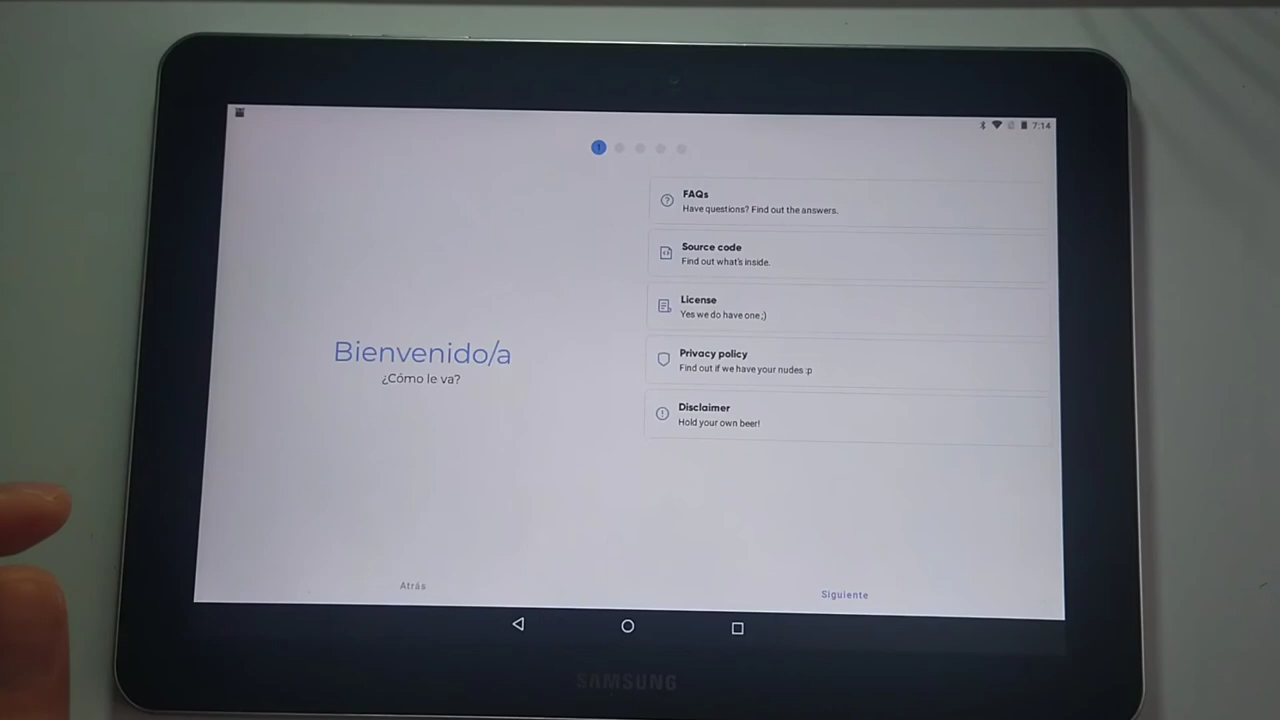 7:14
1
FAQs
Have questions? Find out the answers.
Source code
Find out what's inside.
License
Yes we do have one ;)
Privacy policy
Find out if we have your nudes :p
Disclaimer
Hold your own beer!
Bienvenido/a
¿Cómo le va?
Atrás
Siguiente
SAMSUNG